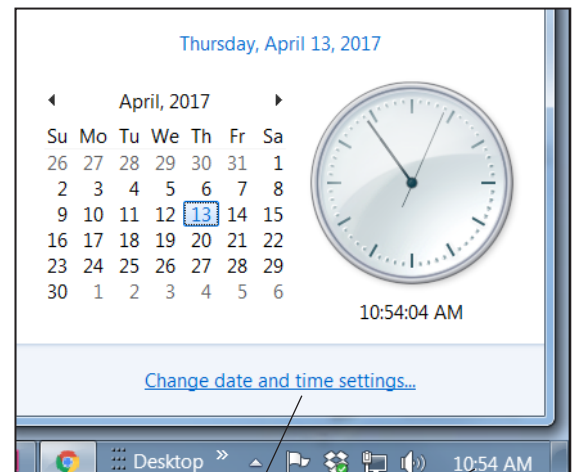 Thursday, April 13, 2017
April, 2017
Su Mo Tu We Th Fr Sa
26 27 28 29 30 31 1
2 3 4 5 6 7 8
9 10 11 12 13 14 15
16 17 18 19 20 21 22
23 24 25 26 27 28 29
30 1 2 3 4 5 6
10:54:04 AM
Change date and time settings...
Desktop » 10:54 AM